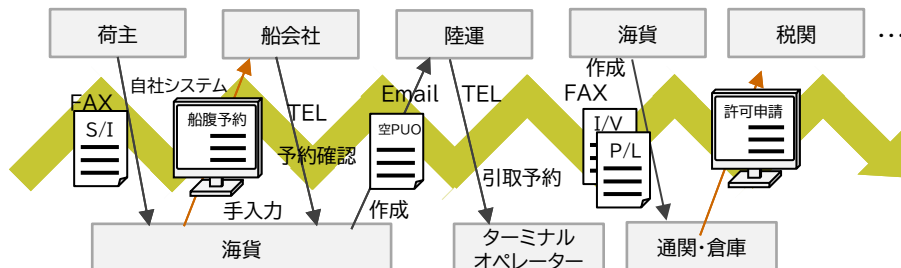 荷主
船会社
陸運
海貨
税関
…
自社システム
作成
FAX
TEL
Email
TEL
FAX
S/I
船腹予約
空PUO
I/V
P/L
許可申請
予約確認
引取予約
手入力
作成
海貨
ターミナル
オペレーター
通関・倉庫